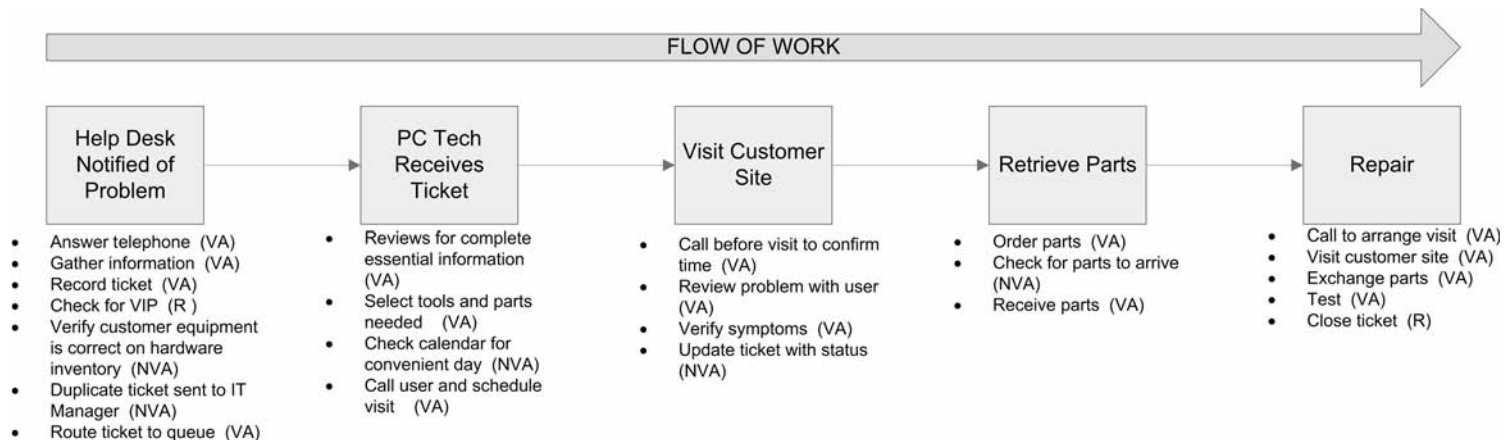 FLOW OF WORK
Help Desk
Notified of
Problem
• Answer telephone (VA)
• Gather information (VA)
• Record ticket (VA)
• Check for VIP (R )
• Verify customer equipment
is correct on hardware
inventory (NVA)
• Duplicate ticket sent to IT
Manager (NVA)
• Route ticket to queue (VA)
PC Tech
Receives
Ticket
• Reviews for complete
essential information
(VA)
• Select tools and parts
needed (VA)
• Check calendar for
convenient day (NVA)
• Call user and schedule
visit (VA)
Visit Customer
Site
• Call before visit to confirm
time (VA)
• Review problem with user
(VA)
• Verify symptoms (VA)
• Update ticket with status
(NVA)
Retrieve Parts
• Order parts (VA)
• Check for parts to arrive
(NVA)
• Receive parts (VA)
Repair
• Call to arrange visit (VA)
• Visit customer site (VA)
• Exchange parts (VA)
• Test (VA)
• Close ticket (R)